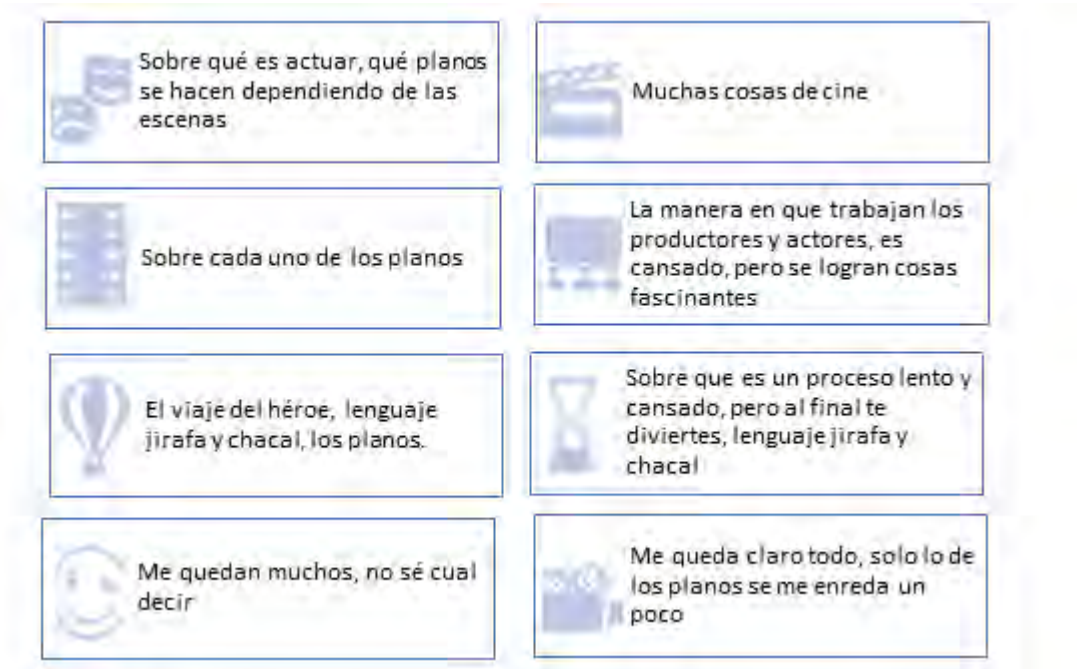 Sobre qué es actuar, qué planos
se hacen dependiendo de las
escenas
Muchas cosas de cine
Sobre cada uno de los planos
La manera en que trabajan los
productores y actores, es
cansado, pero se logran cosas
fascinantes
El viaje del héroe, lenguaje
jirafa y chacal, los planos.
Sobre que es un proceso lento y
cansado, pero al final te
diviertes, lenguaje jirafa y
chacal
Me quedan muchos, no sé cual
decir
Me queda claro todo, solo lo de
los planos se me enreda un
poco